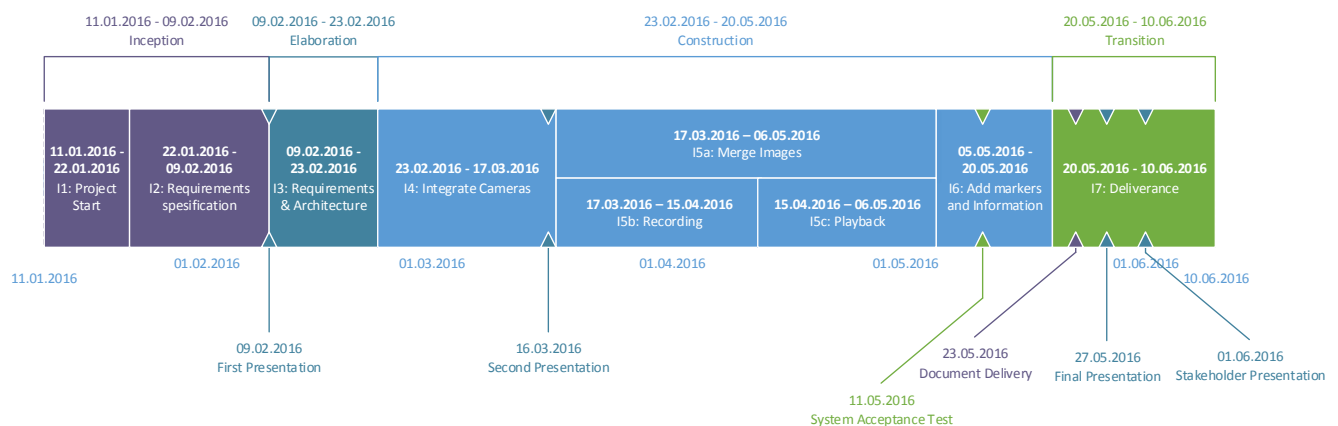 11.01.2016 - 09.02.2016
Inception
09.02.2016 - 23.02.2016
Elaboration
23.02.2016 - 20.05.2016
Construction
20.05.2016 - 10.06.2016
Transition
11.01.2016 -
22.01.2016
I1: Project
Start
22.01.2016 -
09.02.2016
I2: Requirements
spesification
09.02.2016 -
23.02.2016
I3: Requirements
& Architecture
23.02.2016 - 17.03.2016
I4: Integrate Cameras
17.03.2016 – 06.05.2016
I5a: Merge Images
17.03.2016 – 15.04.2016
I5b: Recording
15.04.2016 – 06.05.2016
I5c: Playback
05.05.2016 -
20.05.2016
I6: Add markers
and Information
20.05.2016 - 10.06.2016
I7: Deliverance
11.01.2016
01.02.2016
01.03.2016
01.04.2016
01.05.2016
01.06.2016
10.06.2016
09.02.2016
First Presentation
16.03.2016
Second Presentation
11.05.2016
System Acceptance Test
23.05.2016
Document Delivery
27.05.2016
Final Presentation
01.06.2016
Stakeholder Presentation